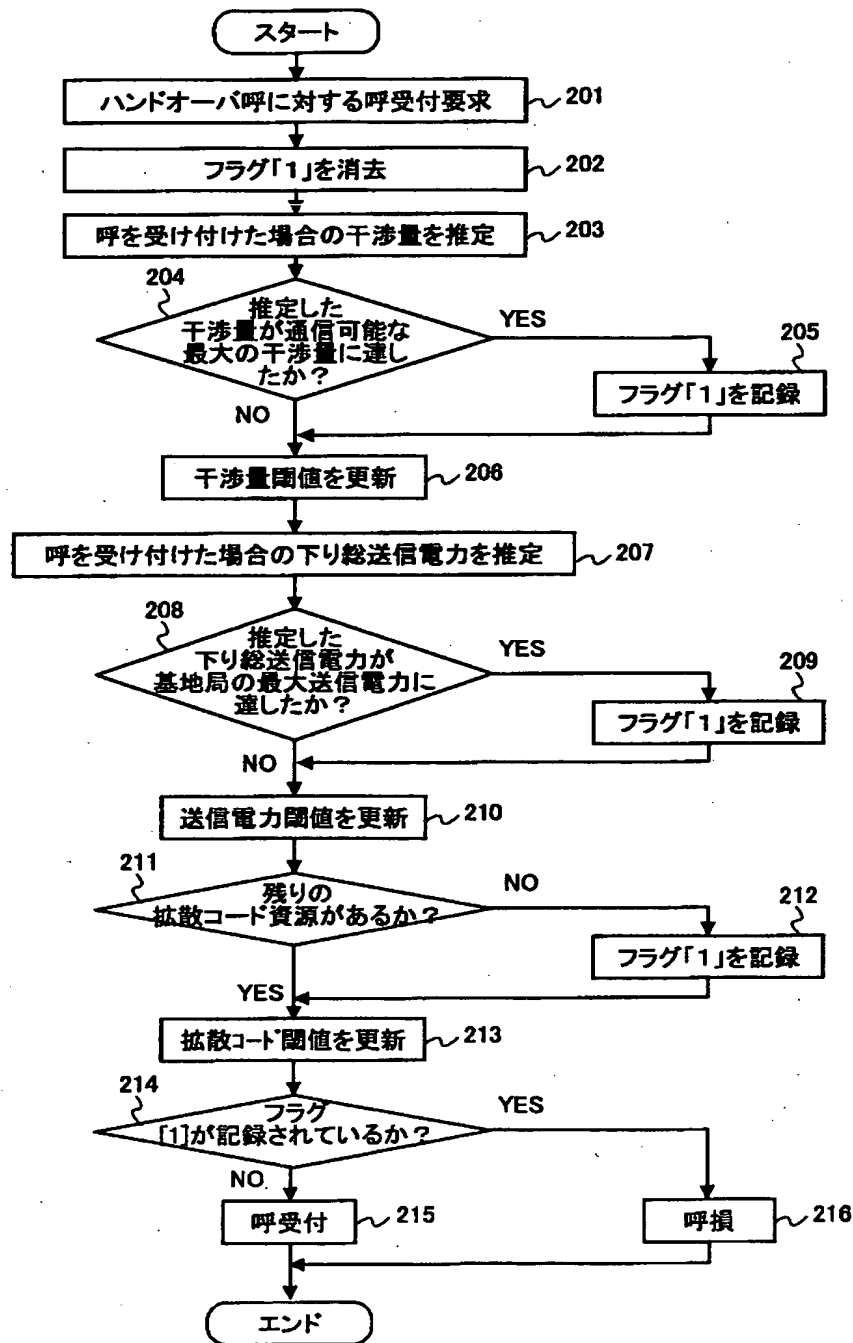 スタート
ハンドオーバ呼に対する呼受付要求
201
フラグ「1」を消去
202
呼を受け付けた場合の干渉量を推定
203
204
推定した
干渉量が通信可能な
最大の干渉量に達し
たか?
YES
205
フラグ「1」を記録
NO
干渉量閾値を更新
206
呼を受け付けた場合の下り総送信電力を推定
207
208
推定した
下り総送信電力が
基地局の最大送信電力に
達したか?
YES
209
フラグ「1」を記録
NO
送信電力閾値を更新
210
211
残りの
拡散コード資源があるか?
NO
212
フラグ「1」を記録
YES
拡散コード閾値を更新
213
214
フラグ
[1]が記録されているか?
YES
NO
呼受付
215
呼損
216
エンド